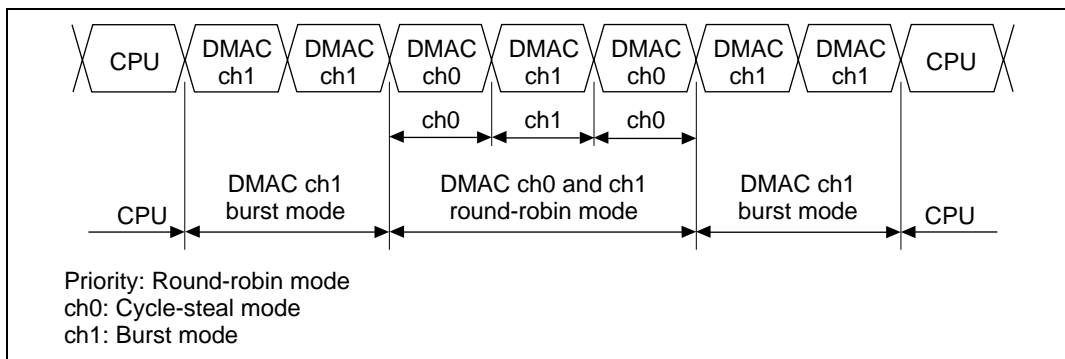 CPU DMAC ch1 DMAC ch1 DMAC ch0 DMAC ch1 DMAC ch0 DMAC ch1 DMAC ch1 CPU
ch0 ch1 ch0
DMAC ch1 DMAC ch0 and ch1 DMAC ch1
CPU burst mode round-robin mode burst mode CPU
Priority: Round-robin mode
ch0: Cycle-steal mode
ch1: Burst mode